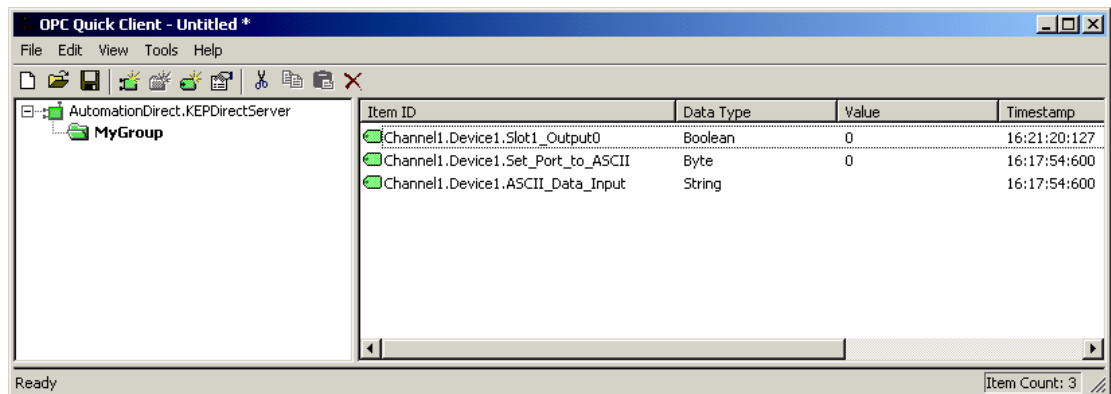 OPC Quick Client - Untitled *
File Edit View Tools Help
AutomationDirect.KEPDirectServer
MyGroup
Item ID Data Type Value Timestamp
Channel1.Device1.Slot1_Output0 Boolean 0 16:21:20:127
Channel1.Device1.Set_Port_to_ASCII Byte 0 16:17:54:600
Channel1.Device1.ASCII_Data_Input String 16:17:54:600
Ready Item Count: 3